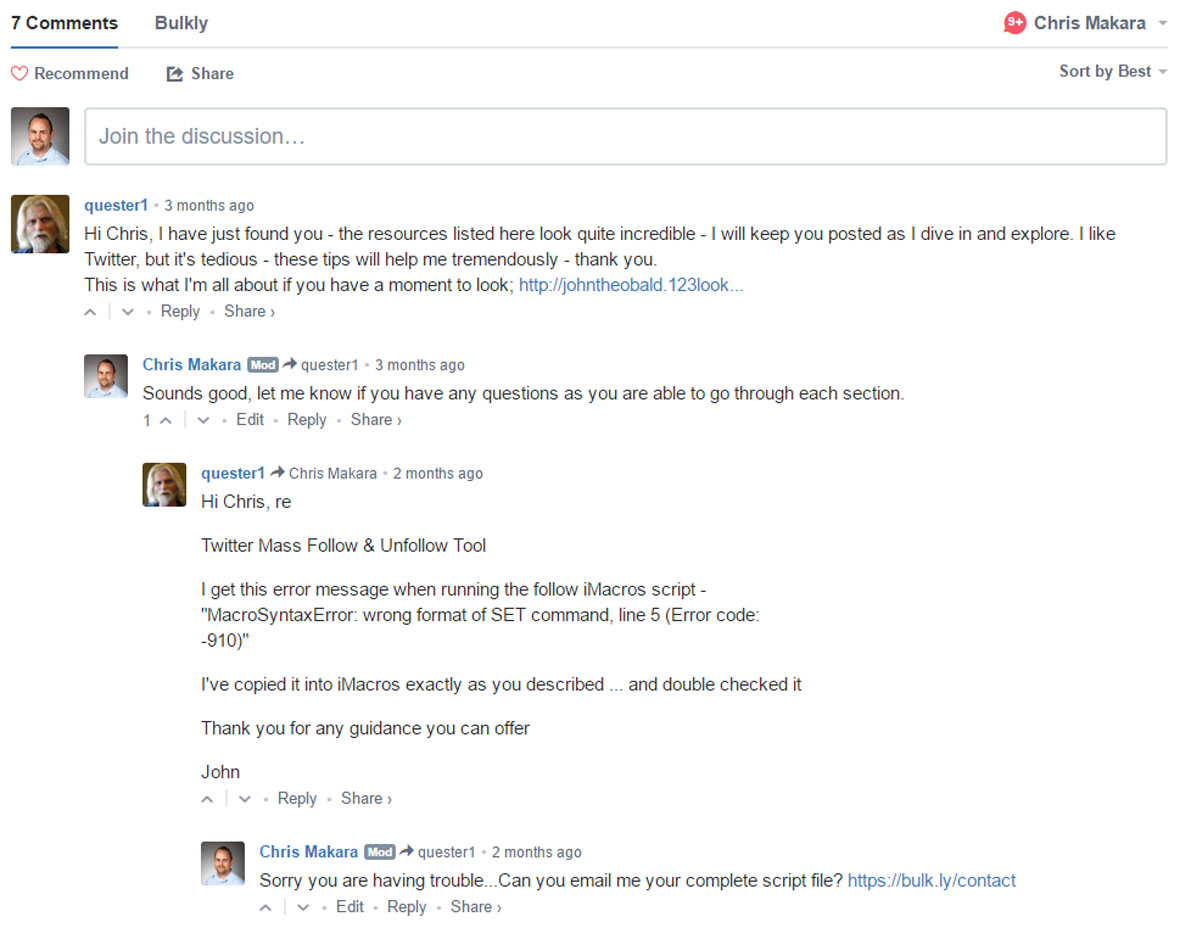 7 Comments Bulkly 9+ Chris Makara
Recommend Share Sort by Best
Join the discussion…
quester1 • 3 months ago
Hi Chris, I have just found you - the resources listed here look quite incredible - I will keep you posted as I dive in and explore. I like
Twitter, but it's tedious - these tips will help me tremendously - thank you.
This is what I'm all about if you have a moment to look; http://johntheobald.123look...
Reply • Share ›
Chris Makara Mod quester1 • 3 months ago
Sounds good, let me know if you have any questions as you are able to go through each section.
1 • Edit • Reply • Share ›
quester1 Chris Makara • 2 months ago
Hi Chris, re
Twitter Mass Follow & Unfollow Tool
I get this error message when running the follow iMacros script -
"MacroSyntaxError: wrong format of SET command, line 5 (Error code:
-910)"
I've copied it into iMacros exactly as you described ... and double checked it
Thank you for any guidance you can offer
John
Reply • Share ›
Chris Makara Mod quester1 • 2 months ago
Sorry you are having trouble...Can you email me your complete script file? https://bulk.ly/contact
Edit • Reply • Share ›